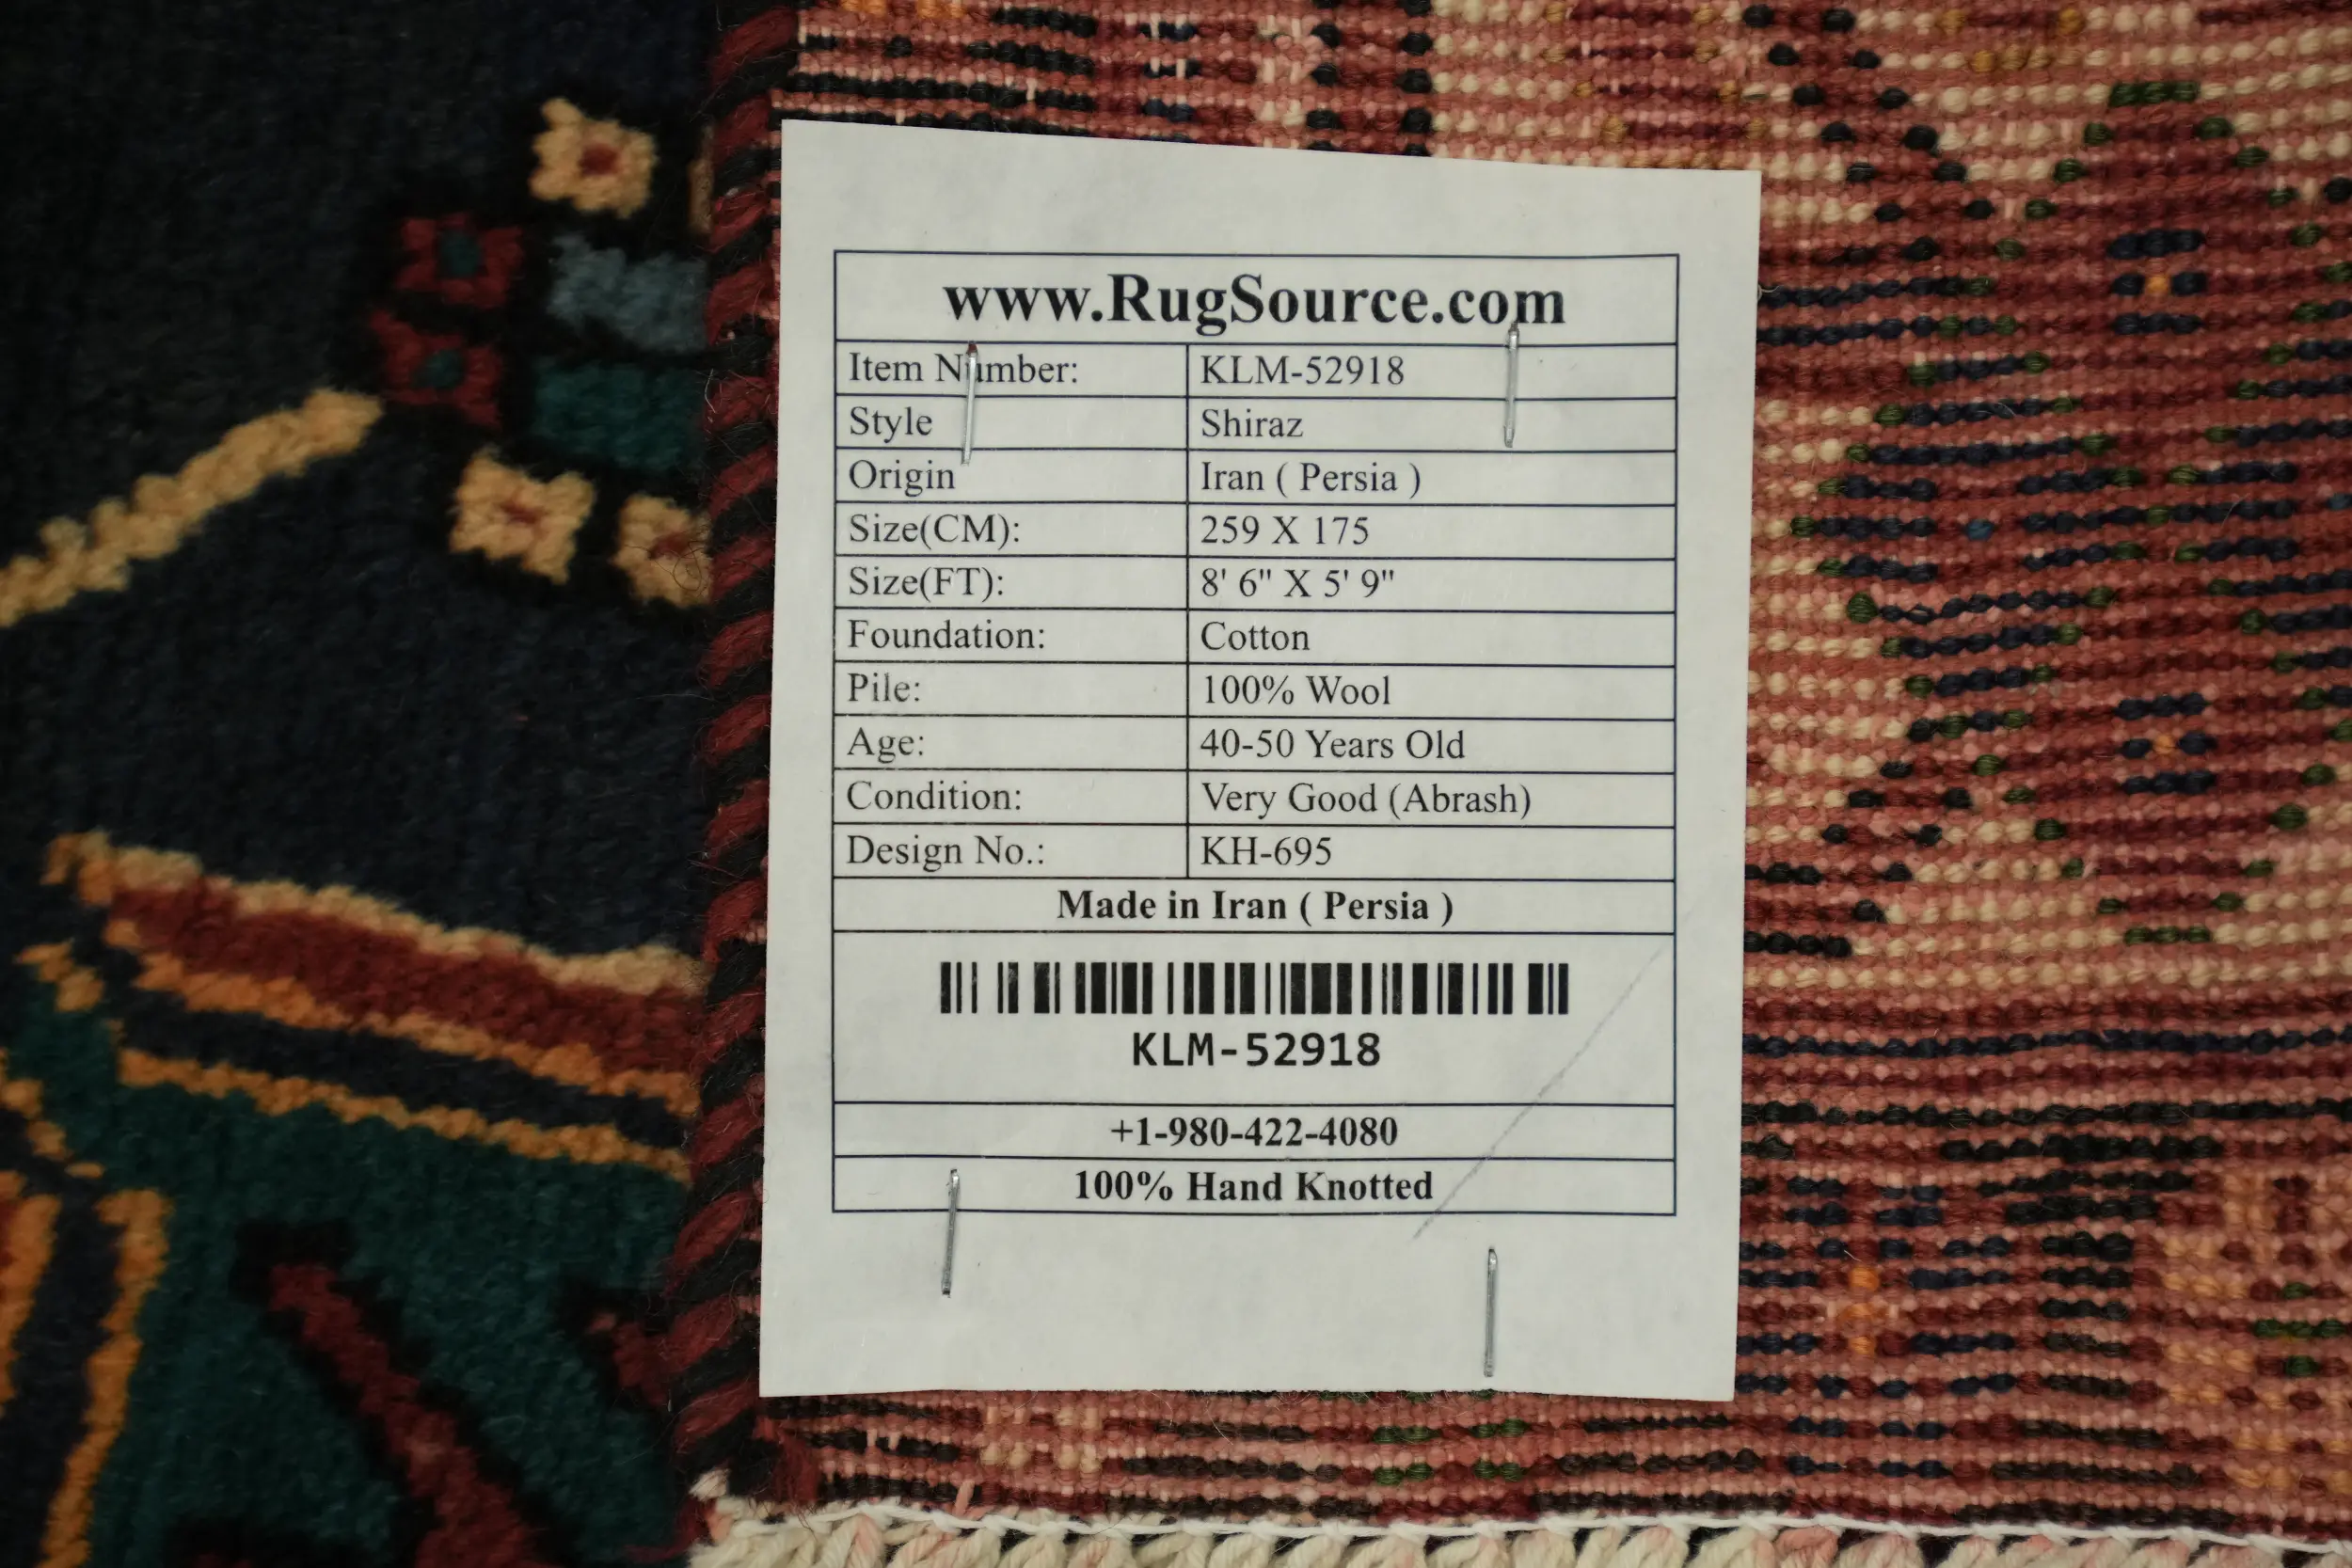 www.RugSource.com
Item Number: KLM-52918
Style Shiraz
Origin Iran ( Persia )
Size(CM): 259 X 175
Size(FT): 8' 6" X 5' 9"
Foundation: Cotton
Pile: 100% Wool
Age: 40-50 Years Old
Condition: Very Good (Abrash)
Design No.: KH-695
Made in Iran ( Persia )
KLM-52918
+1-980-422-4080
100% Hand Knotted